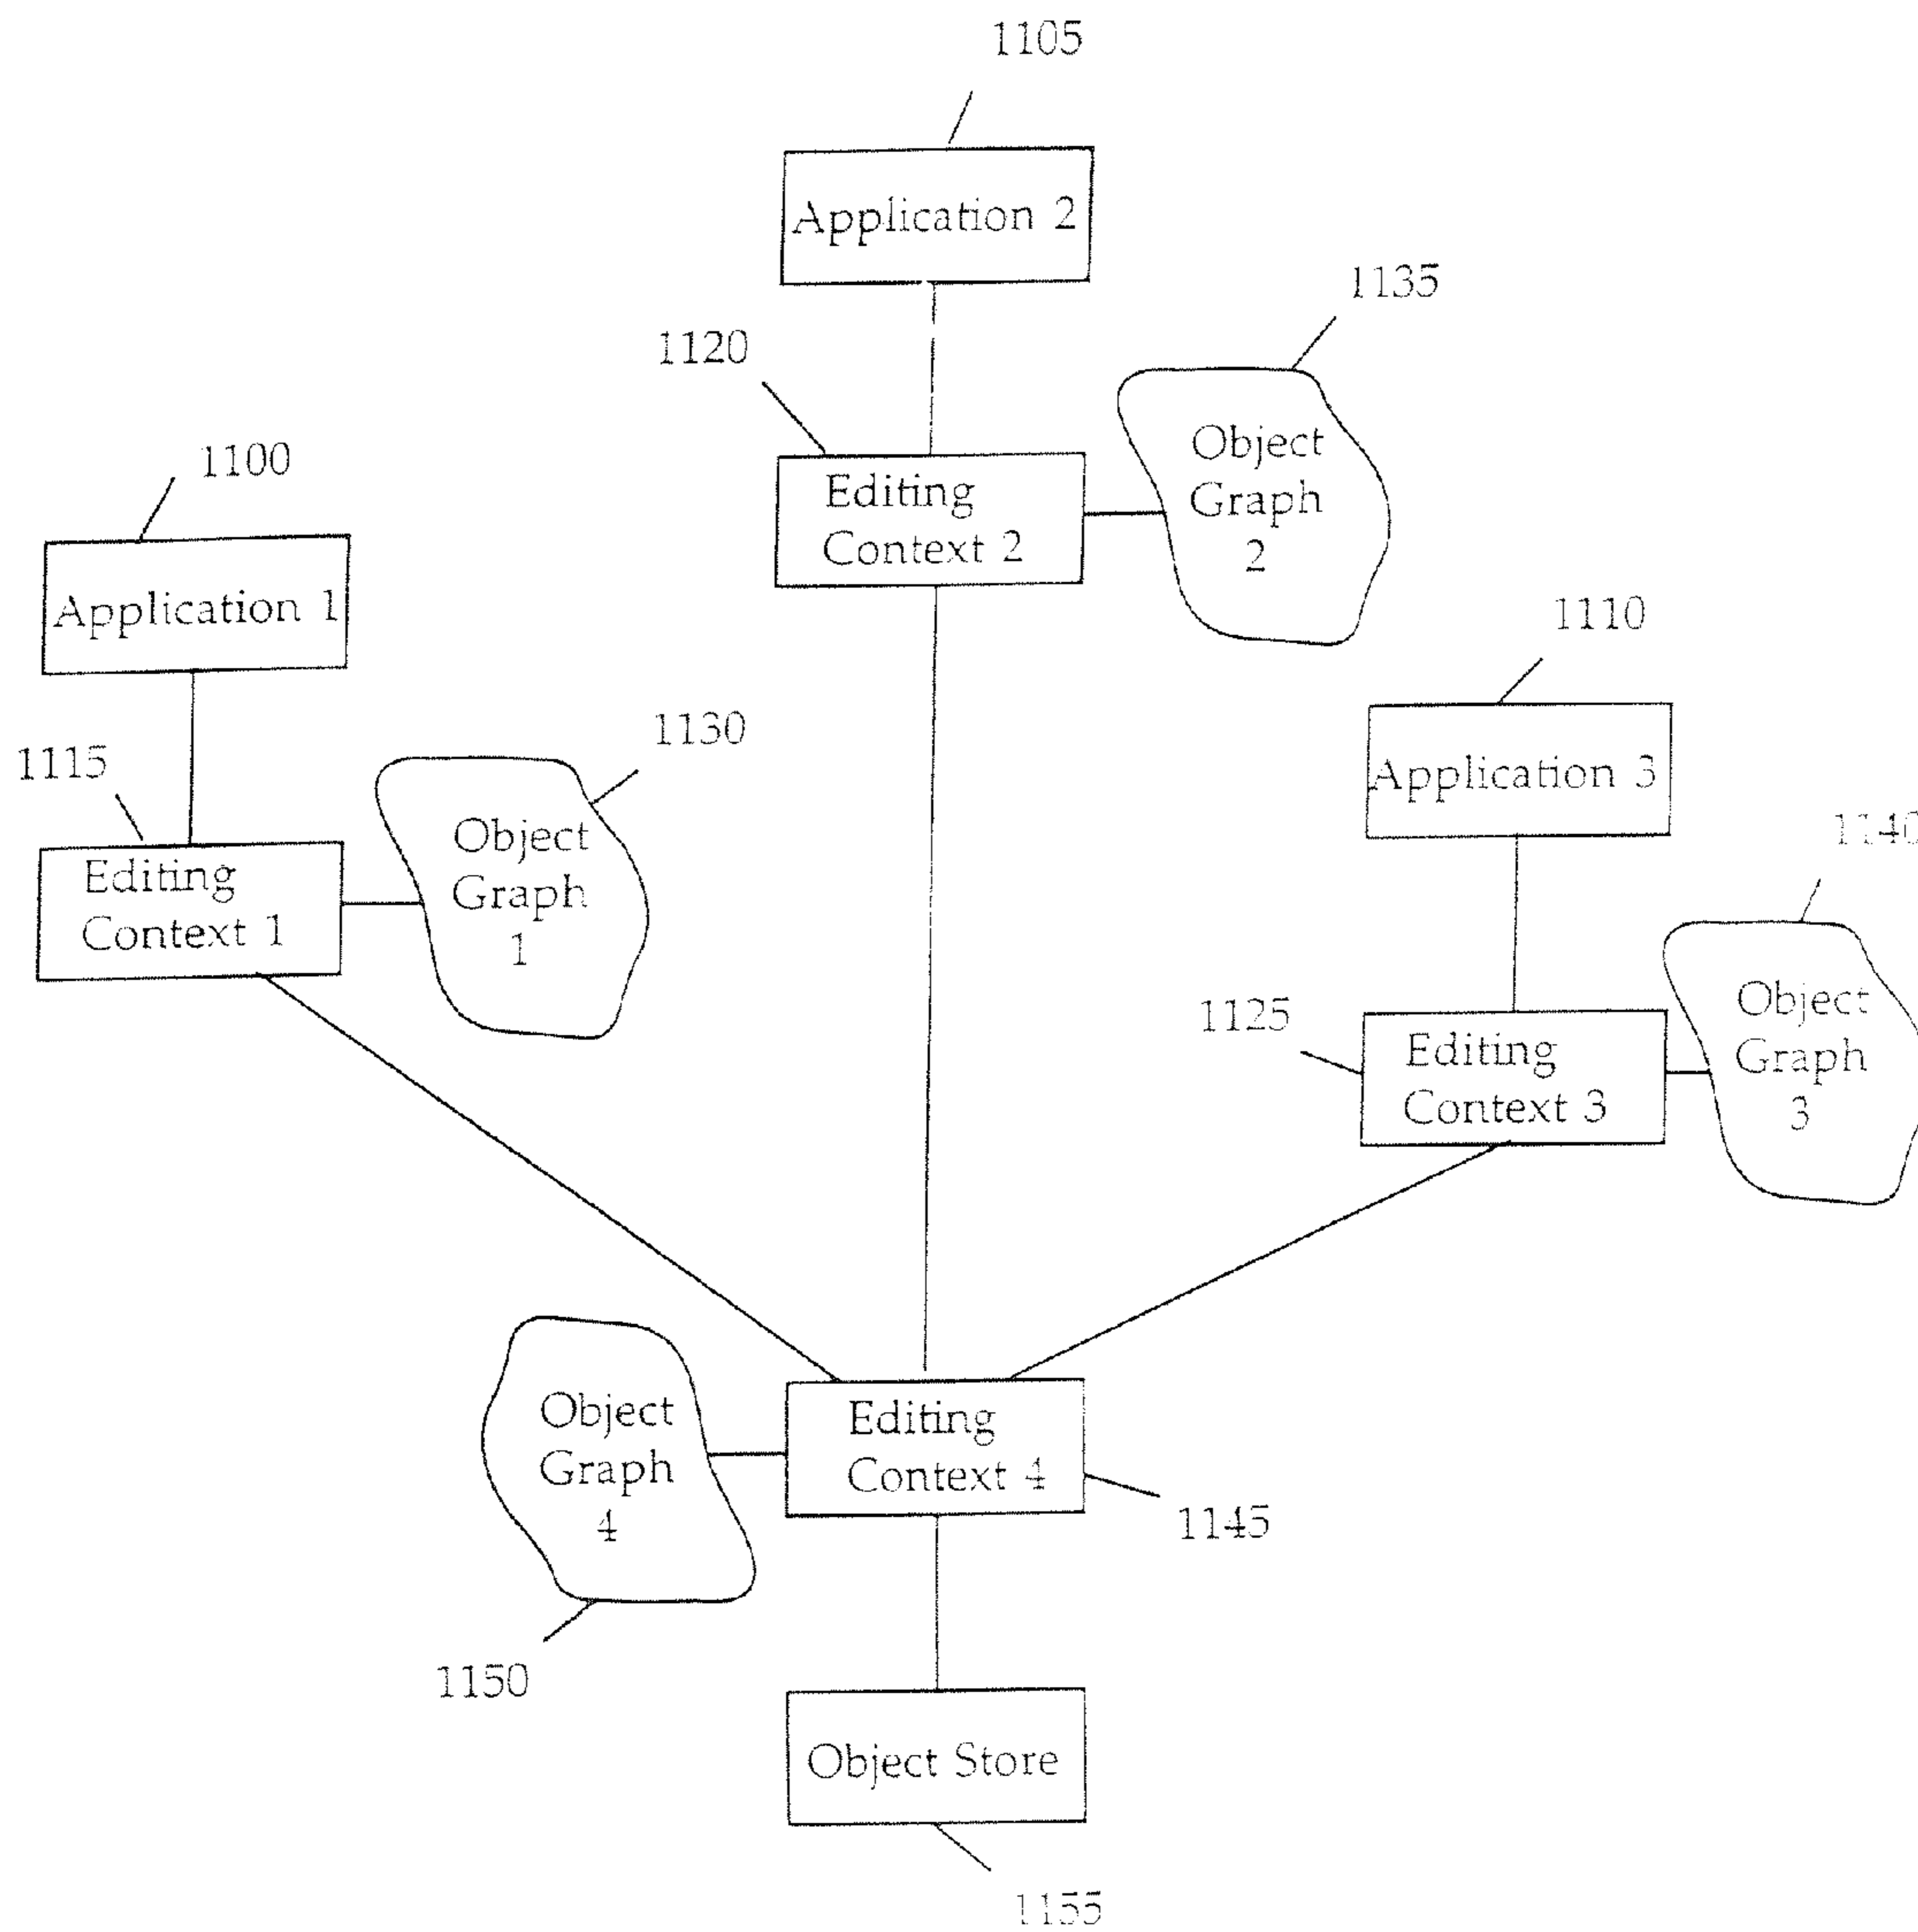 1105
Application 2
1135
1120
Object
Graph
2
Editing
Context 2
1100
Application 1
1110
1130
Application 3
1115
1140
Object
Graph
1
Editing
Context 1
Object
Graph
3
1125
Editing
Context 3
Object
Graph
4
Editing
Context 4
1145
1150
Object Store
1155